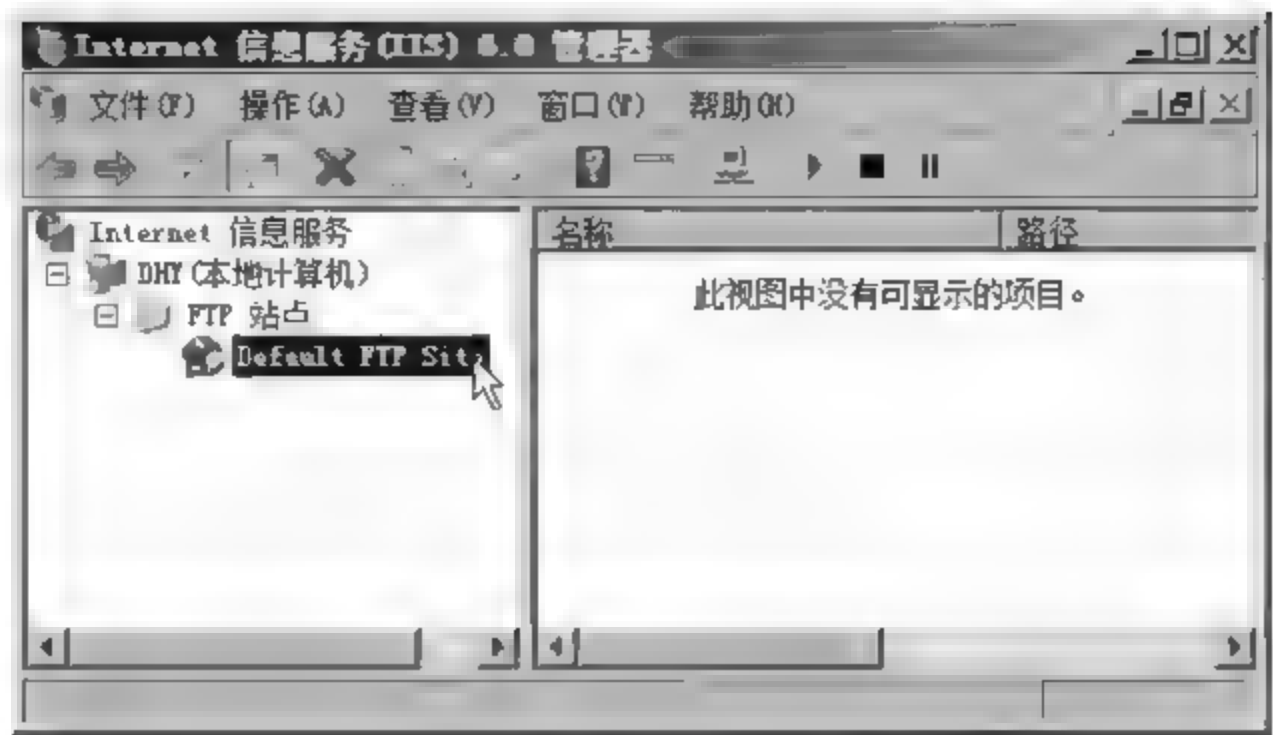 Internet 信息服务(IIS) 6.0 管理器
文件(F) 操作(A) 查看(V) 窗口(W) 帮助(H)
Internet 信息服务
名称 路径
DHY(本地计算机)
此视图中没有可显示的项目。
FTP 站点
Default FTP Site